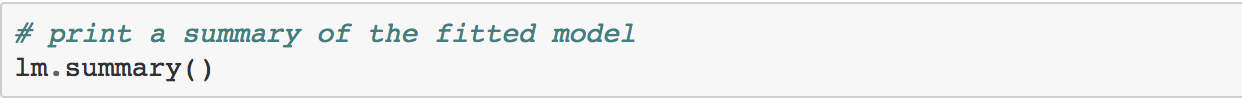 # print a summary of the fitted model
lm.summary()